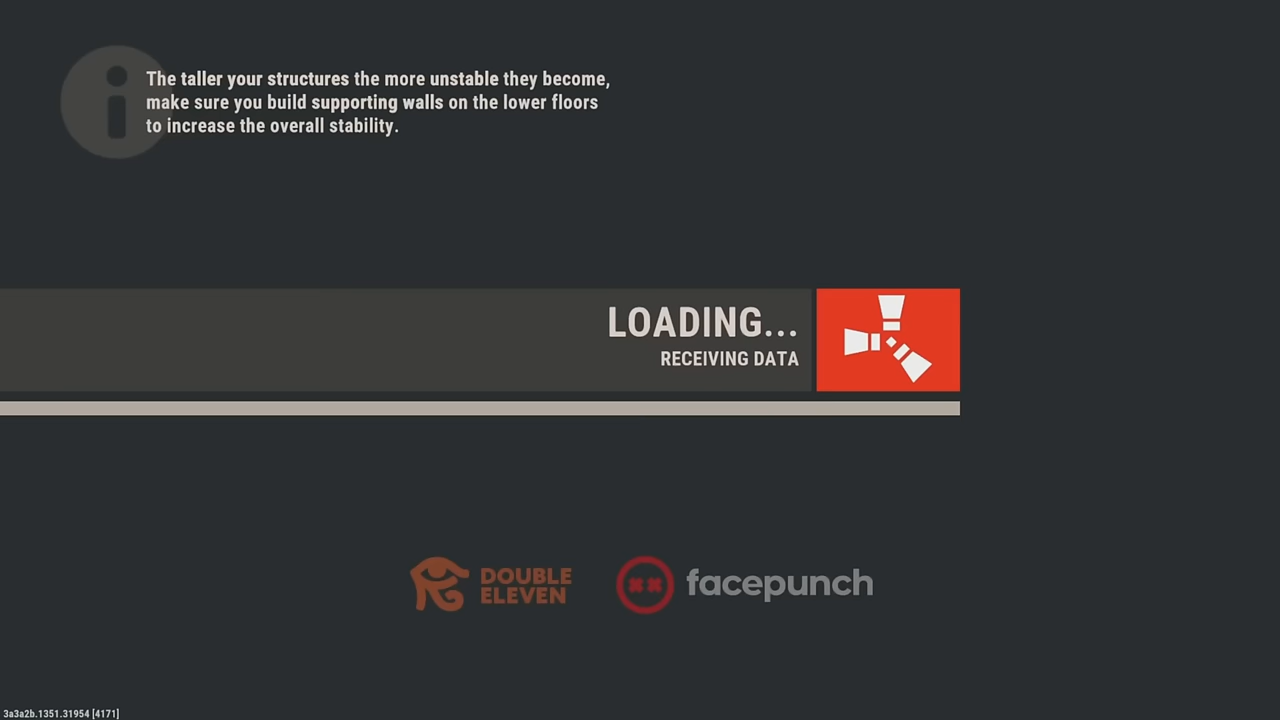 The taller your structures the more unstable they become,
make sure you build supporting walls on the lower floors
to increase the overall stability.
LOADING...
RECEIVING DATA
DOUBLE
ELEVEN
facepunch
3a3a2b.1351.31954 [4171]